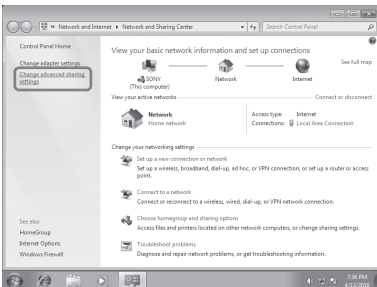 « Network and Internet ▸ Network and Sharing Center
Search Control Panel
Control Panel Home
Change adapter settings
Change advanced sharing
settings
See also
HomeGroup
Internet Options
Windows Firewall
View your basic network information and set up connections
See full map
SONY
(This computer)
Network
Internet
View your active networks
Connect or disconnect
Network
Home network
Access type: Internet
Connections: Local Area Connection
Change your networking settings
Set up a new connection or network
Set up a wireless, broadband, dial-up, ad hoc, or VPN connection; or set up a router or access
point.
Connect to a network
Connect or reconnect to a wireless, wired, dial-up, or VPN network connection.
Choose homegroup and sharing options
Access files and printers located on other network computers, or change sharing settings.
Troubleshoot problems
Diagnose and repair network problems, or get troubleshooting information.
7:36 PM
4/12/2010